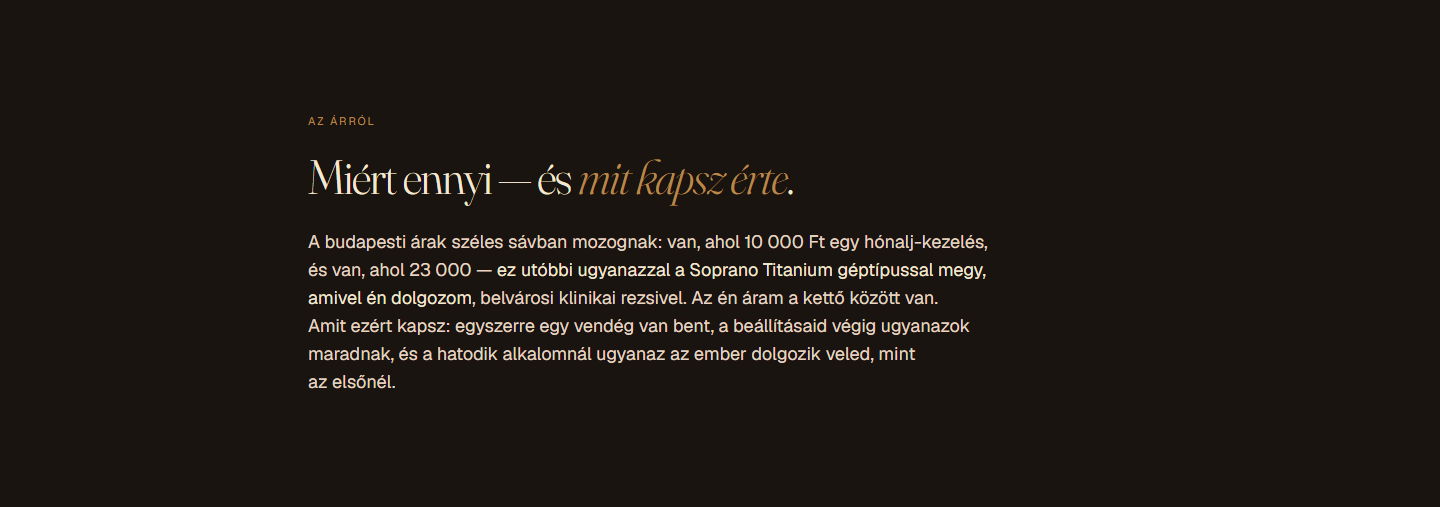 AZ ÁRRÓL
Miért ennyi — és mit kapsz érte.
A budapesti árak széles sávban mozognak: van, ahol 10 000 Ft egy hónalj-kezelés,
és van, ahol 23 000 — ez utóbbi ugyanazzal a Soprano Titanium géptípussal megy,
amivel én dolgozom, belvárosi klinikai rezsivel. Az én áram a kettő között van.
Amit ezért kapsz: egyszerre egy vendég van bent, a beállításaid végig ugyanazok
maradnak, és a hatodik alkalomnál ugyanaz az ember dolgozik veled, mint
az elsőnél.